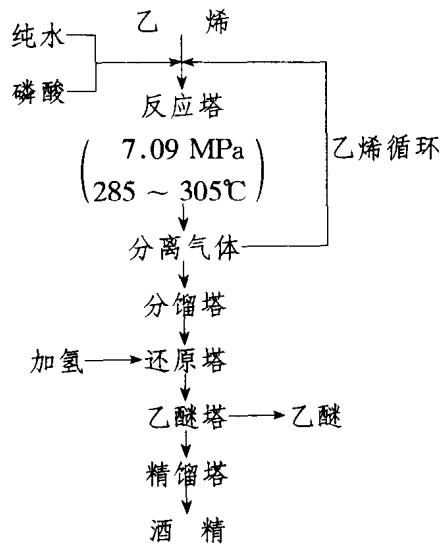 乙 烯
纯水
磷酸
反应塔
7.09 MPa
285 ~ 305℃
乙烯循环
分离气体
分馏塔
加氢
还原塔
乙醚塔
乙醚
精馏塔
酒 精